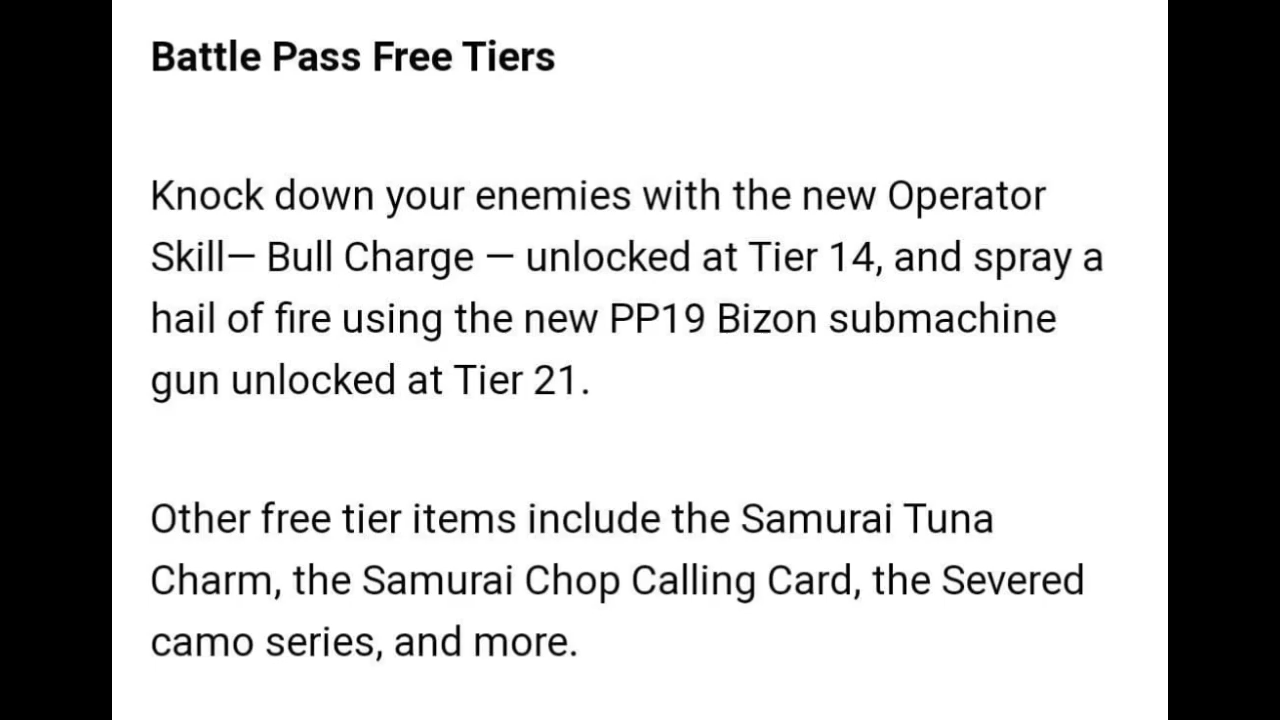 Battle Pass Free Tiers
Knock down your enemies with the new Operator
Skill— Bull Charge — unlocked at Tier 14, and spray a
hail of fire using the new PP19 Bizon submachine
gun unlocked at Tier 21.
Other free tier items include the Samurai Tuna
Charm, the Samurai Chop Calling Card, the Severed
camo series, and more.